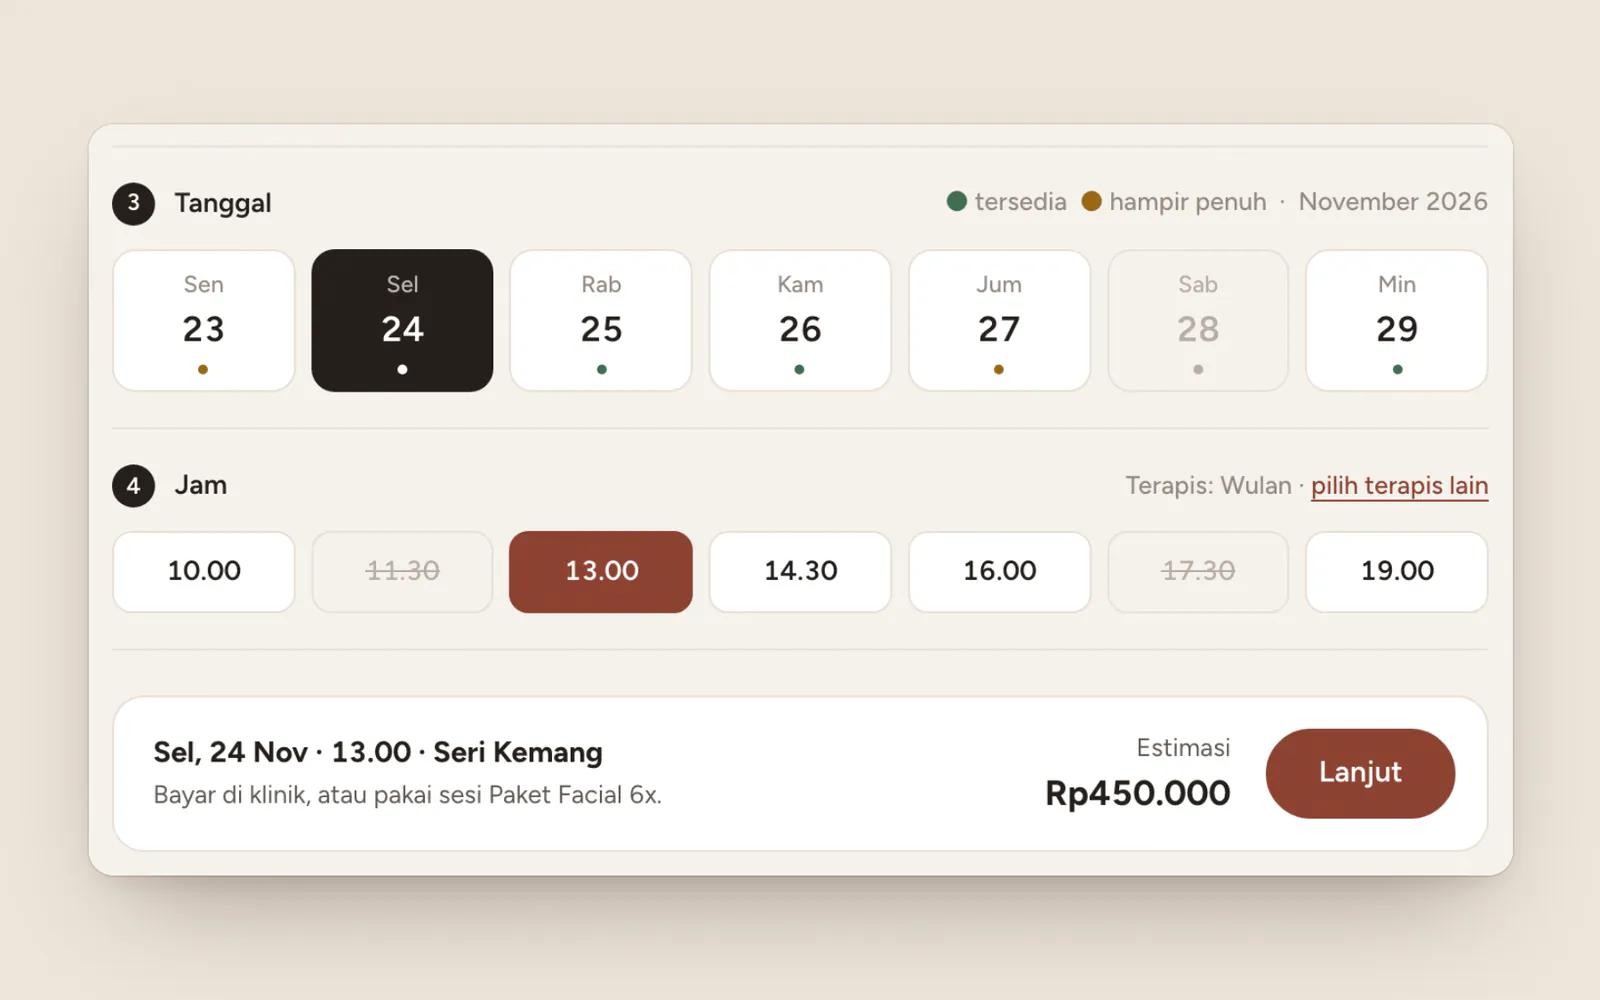 3 Tanggal
tersedia hampir penuh · November 2026
Sen Sel Rab Kam Jum Sab Min
23 24 25 26 27 28 29
4 Jam
Terapis: Wulan · pilih terapis lain
10.00 11.30 13.00 14.30 16.00 17.30 19.00
Sel, 24 Nov · 13.00 · Seri Kemang
Bayar di klinik, atau pakai sesi Paket Facial 6x.
Estimasi
Rp450.000
Lanjut